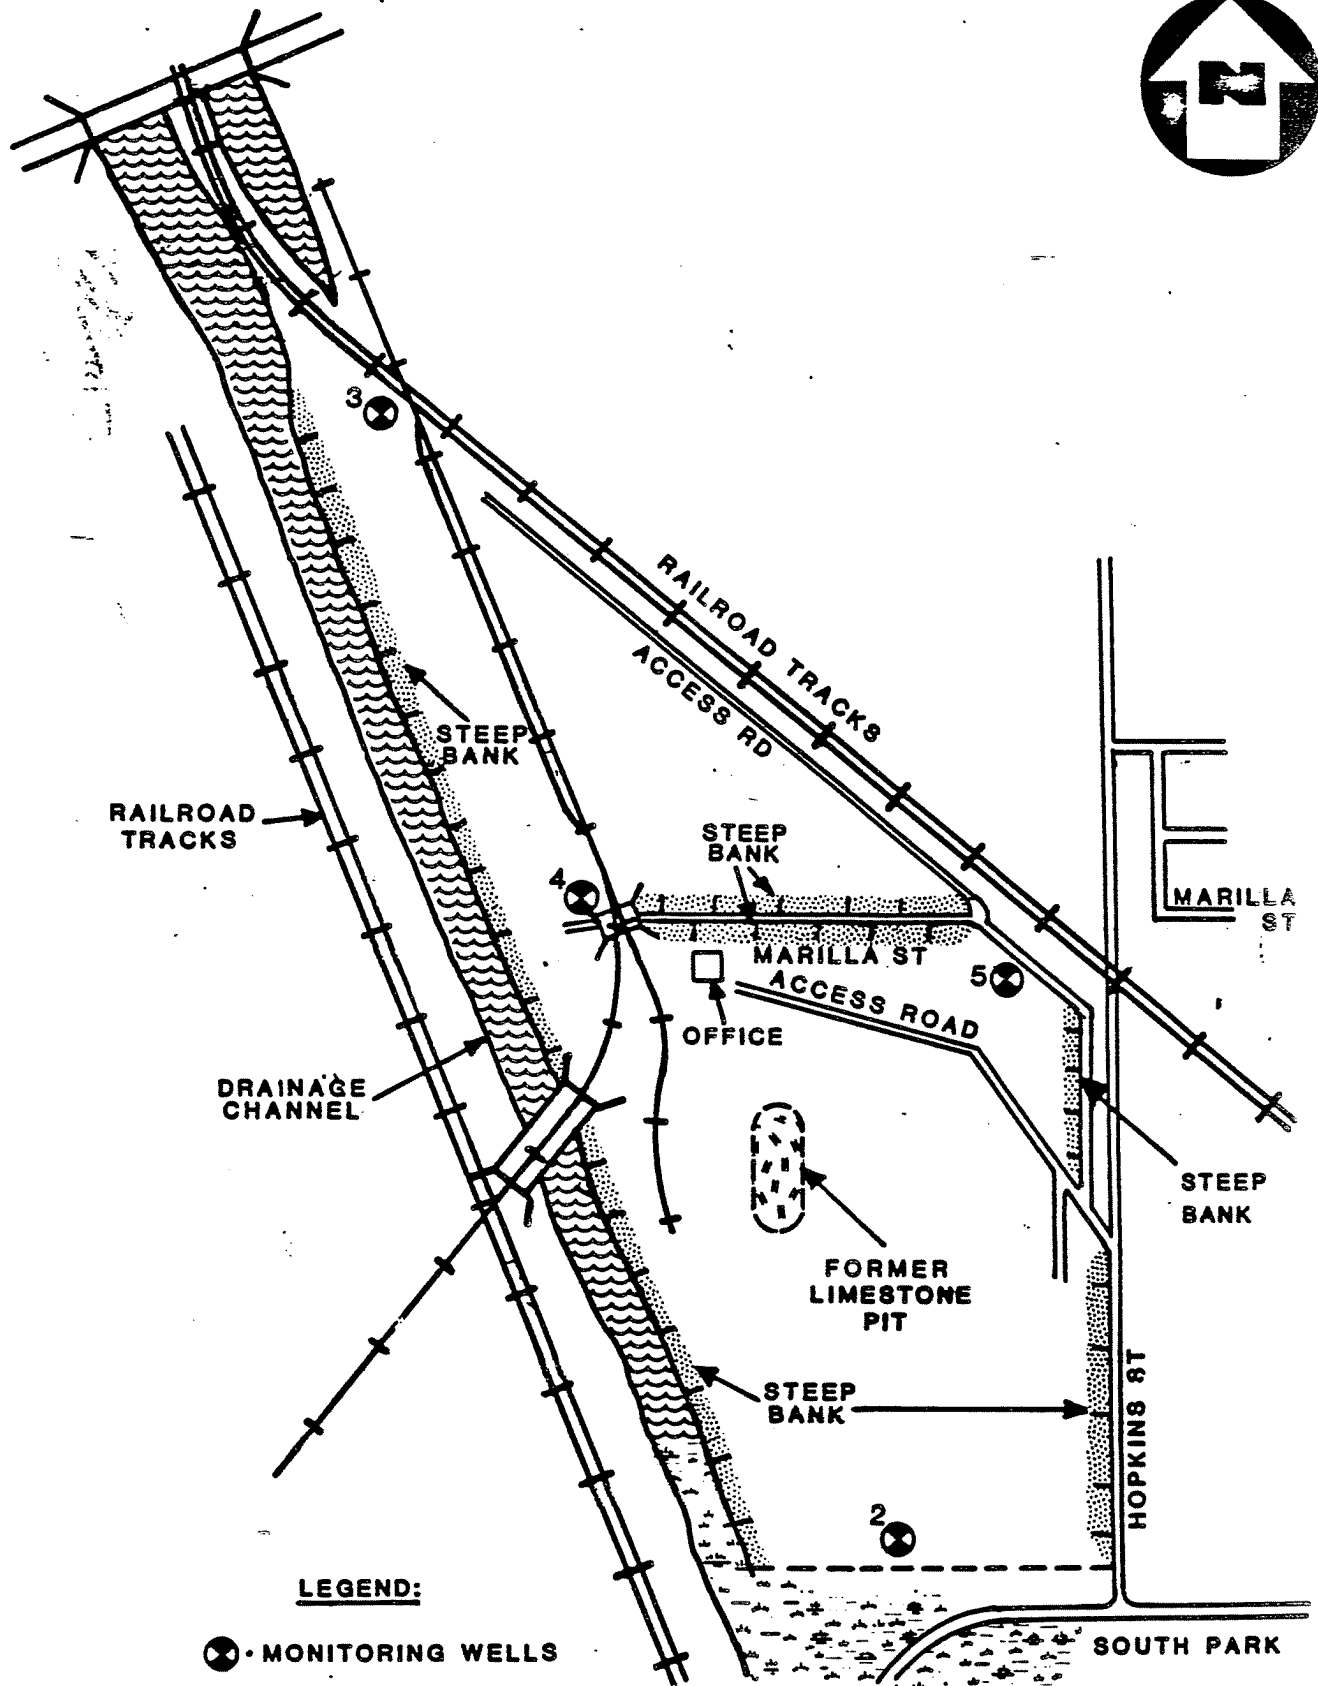 N
3
RAILROAD TRACKS
ACCESS RD
STEEP
BANK
RAILROAD
TRACKS
STEEP
BANK
MARILLA
ST
4
MARILLA ST
5
ACCESS ROAD
OFFICE
DRAINAGE
CHANNEL
STEEP
BANK
FORMER
LIMESTONE
PIT
STEEP
BANK
HOPKINS ST
2
LEGEND:
· MONITORING WELLS
SOUTH PARK